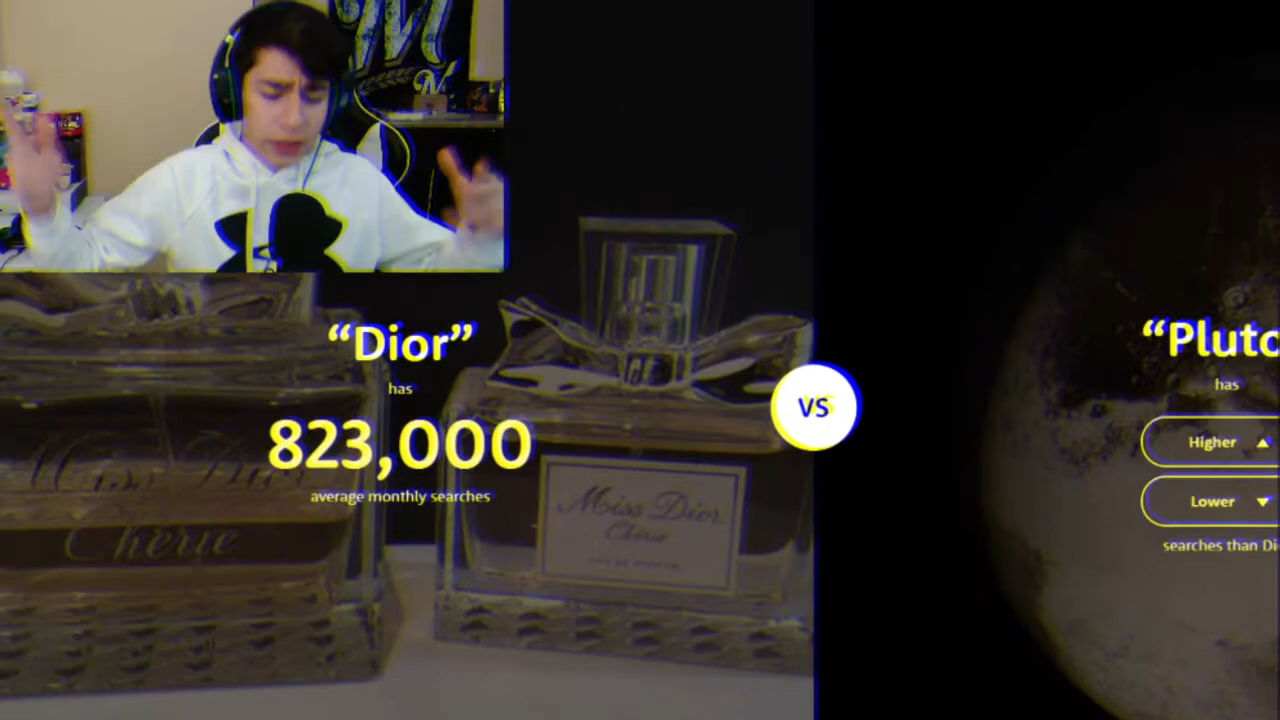 “Dior”
has
823,000
average monthly searches
VS
“Pluto
has
Higher
Lower
searches than Di
Miss Dior
Chérie
Miss Dior
Chérie